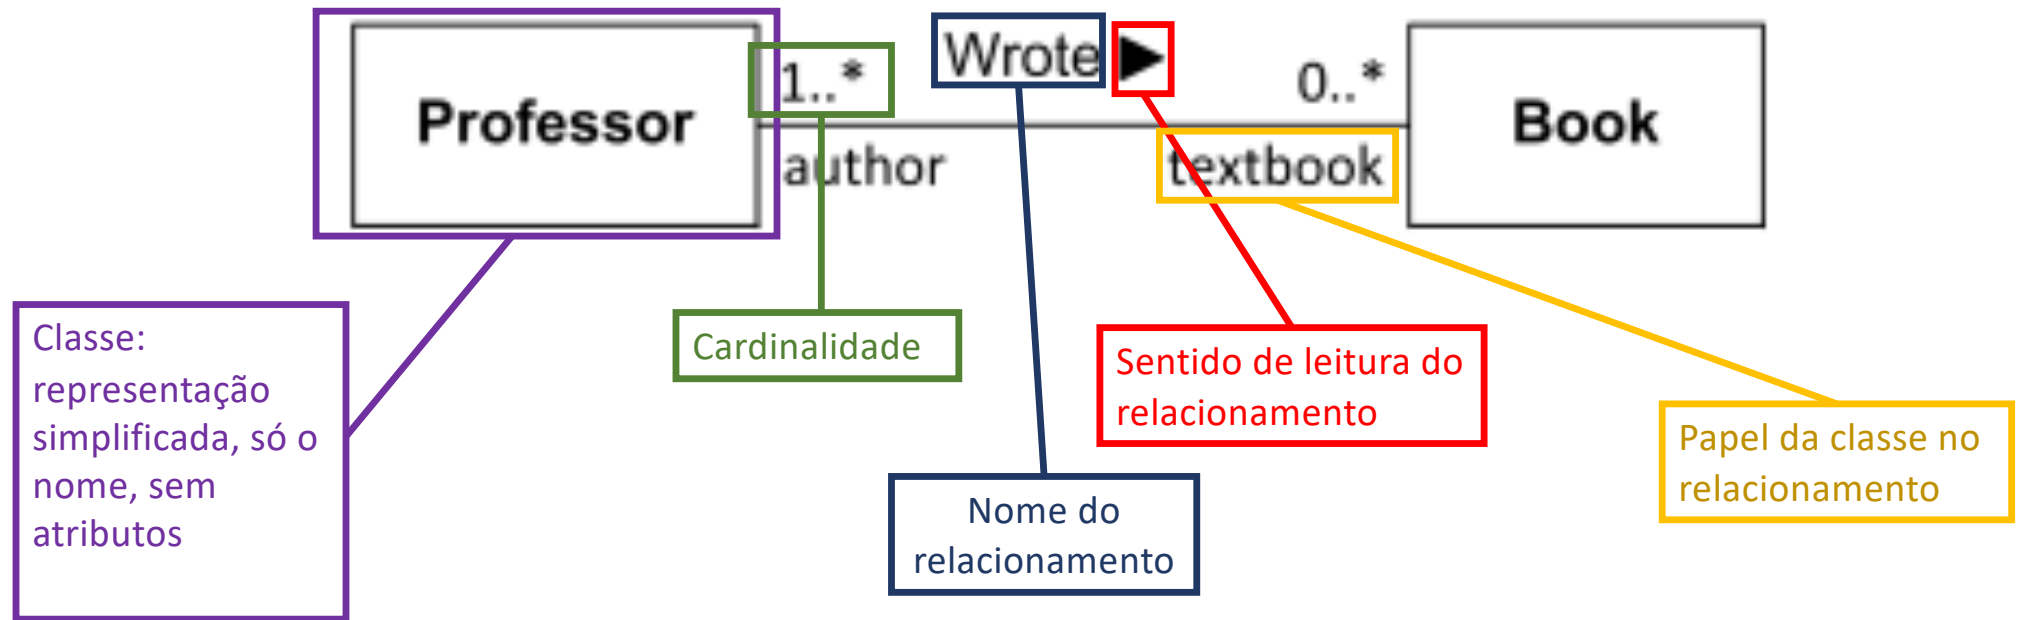 Wrote ▶
1..*
0..*
Professor
Book
author
textbook
Classe:
representação
simplificada, só o
nome, sem
atributos
Cardinalidade
Sentido de leitura do
relacionamento
Nome do
relacionamento
Papel da classe no
relacionamento